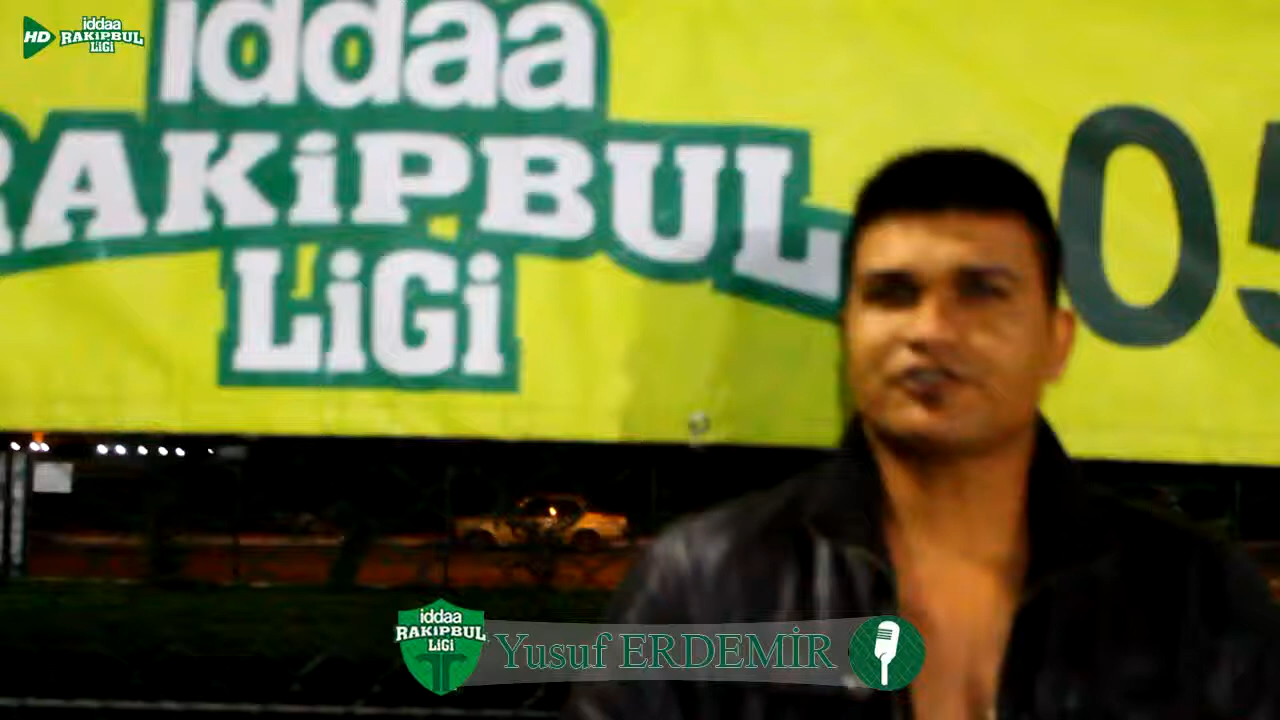 HD
iddaa
RAKiPBUL
LiGi
iddaa
RAKiPBUL
LiGi
05
iddaa
RAKiPBUL
LiGi
Yusuf ERDEMİR